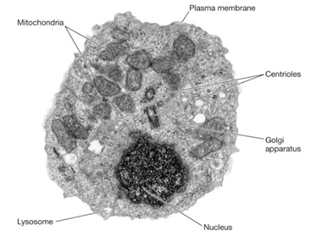 Plasma membrane
Mitochondria
Centrioles
Golgi
apparatus
Lysosome
Nucleus